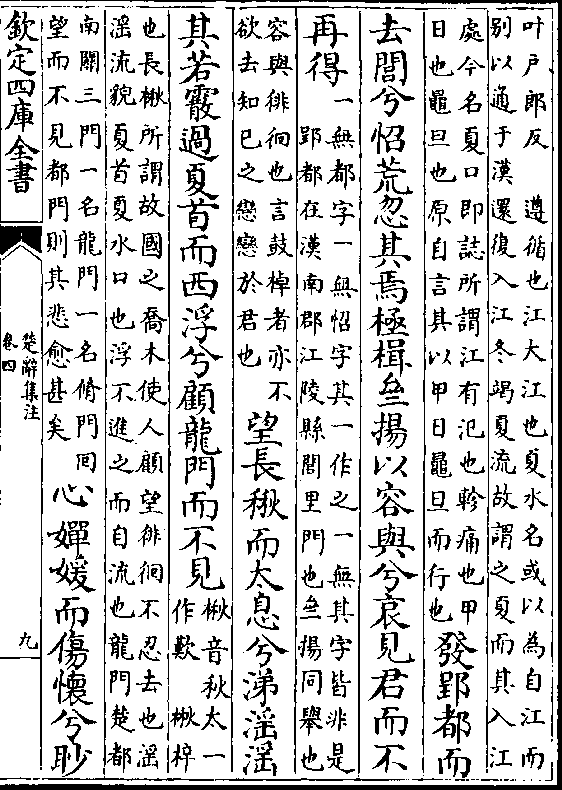 叶戸郎反　遵循也江大江也夏水名或以為自江而
别以通于漢還復入江冬竭夏流故謂之夏而其入江
處今名夏口即誌所謂江有汜也軫痛也甲
日也鼂旦也原自言其以甲日鼂旦而行也
發郢都而
去閭兮怊荒忽其焉極楫叄揚以容與兮哀見君而不
再得
一無都字一無怊字其一作之一無其字皆非是
郢都在漢南郡江陵縣閭里門也叄揚同舉也
容與徘徊也言鼓棹者亦不
欲去知己之戀戀於君也
望長楸而太息兮涕淫淫
其若霰過夏首而西浮兮顧龍門而不見
楸音秋太一
作歎　楸梓
也長楸所謂故國之喬木使人顧望徘徊不忍去也淫
淫流貌夏首夏水口也浮不進之而自流也龍門楚都
南關三門一名龍門一名脩門回
望而不見都門則其悲愈甚矣
心嬋媛而傷懷兮眇
欽定四庫全書
楚辭集注
卷四
九